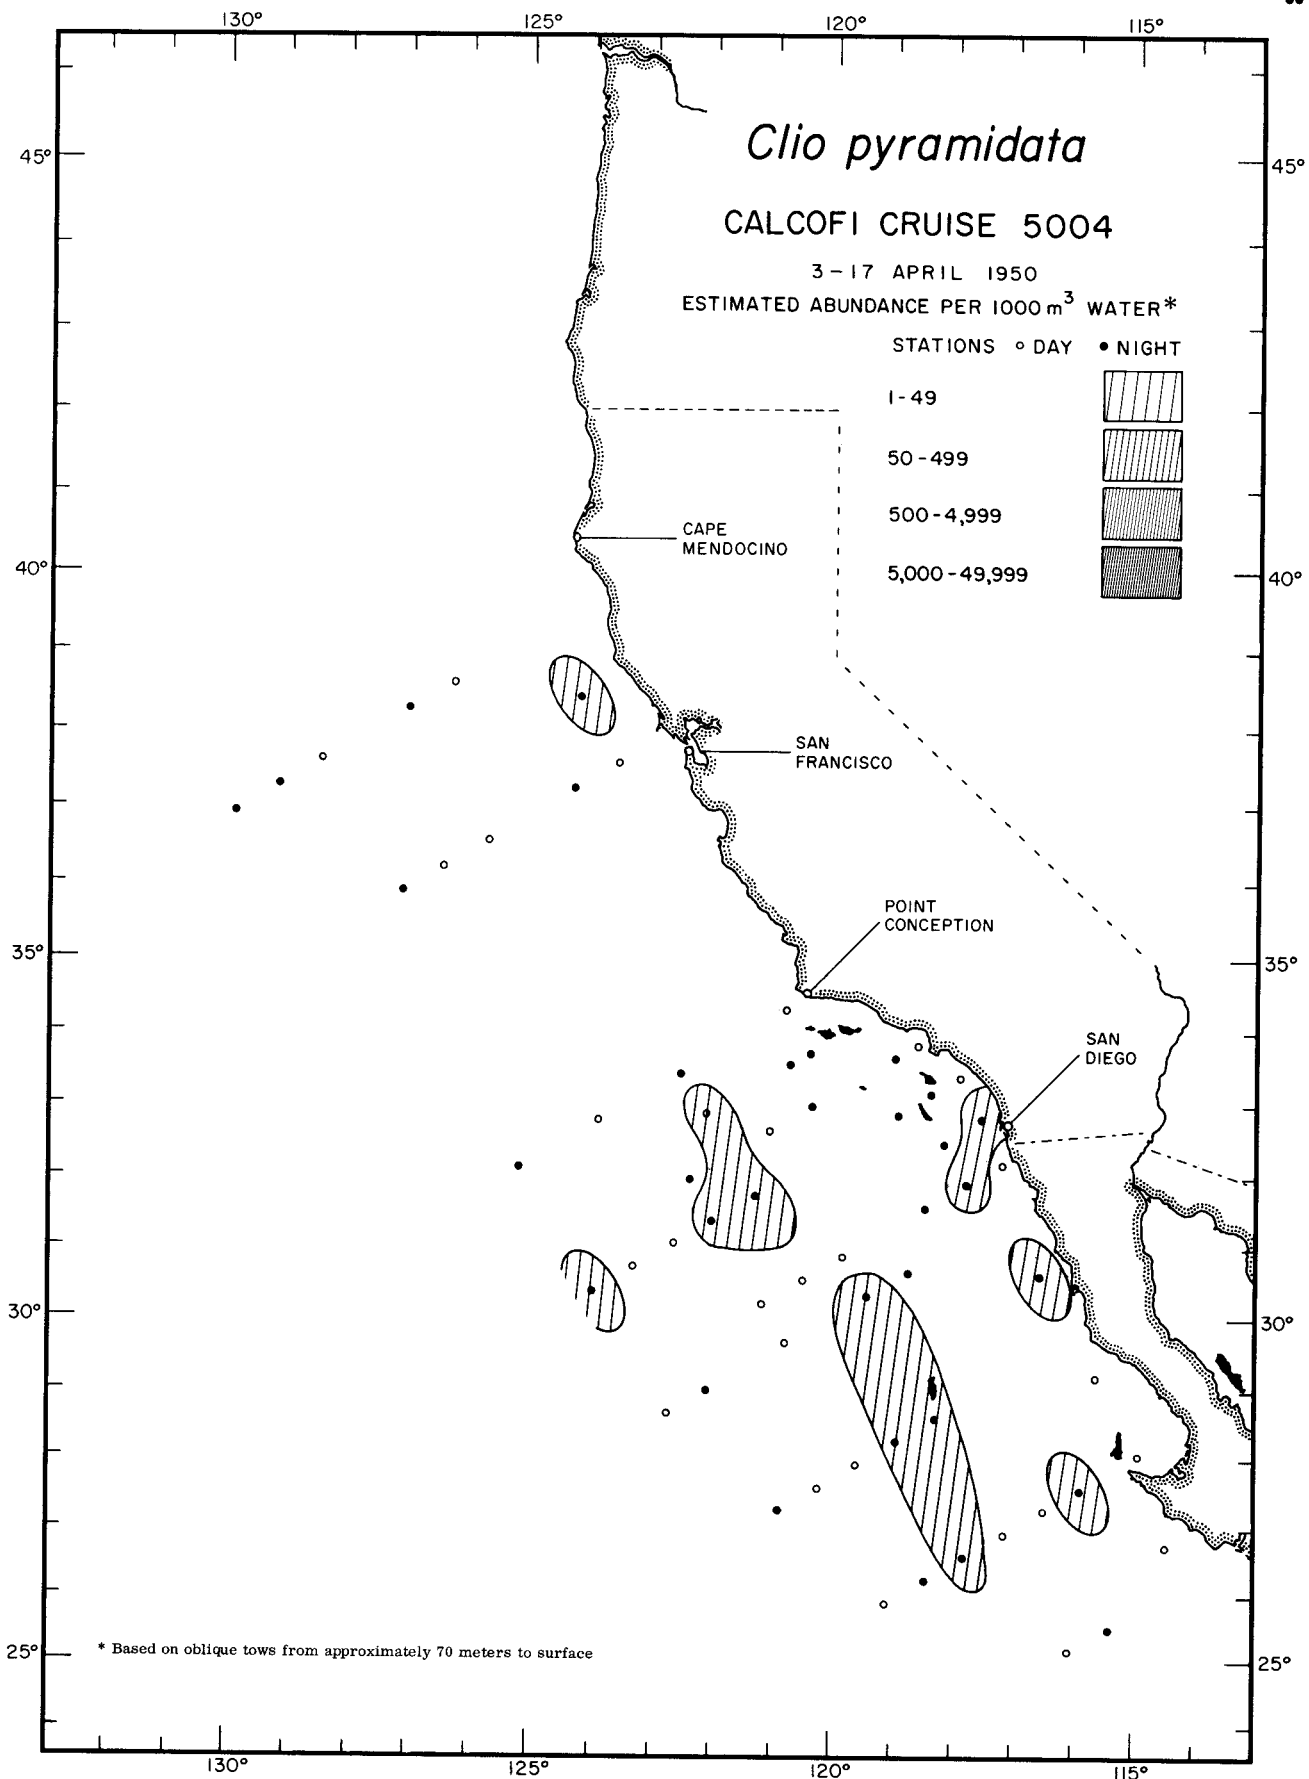 130° 125° 120° 115°
Clio pyramidata
45° 45°
CALCOFI CRUISE 5004
3-17 APRIL 1950
ESTIMATED ABUNDANCE PER 1000 m³ WATER*
STATIONS ○ DAY ● NIGHT
1-49
50-499
500-4,999
5,000-49,999
CAPE
MENDOCINO
40° 40°
SAN
FRANCISCO
POINT
CONCEPTION
35° 35°
SAN
DIEGO
30° 30°
* Based on oblique tows from approximately 70 meters to surface
25° 25°
130° 125° 120° 115°